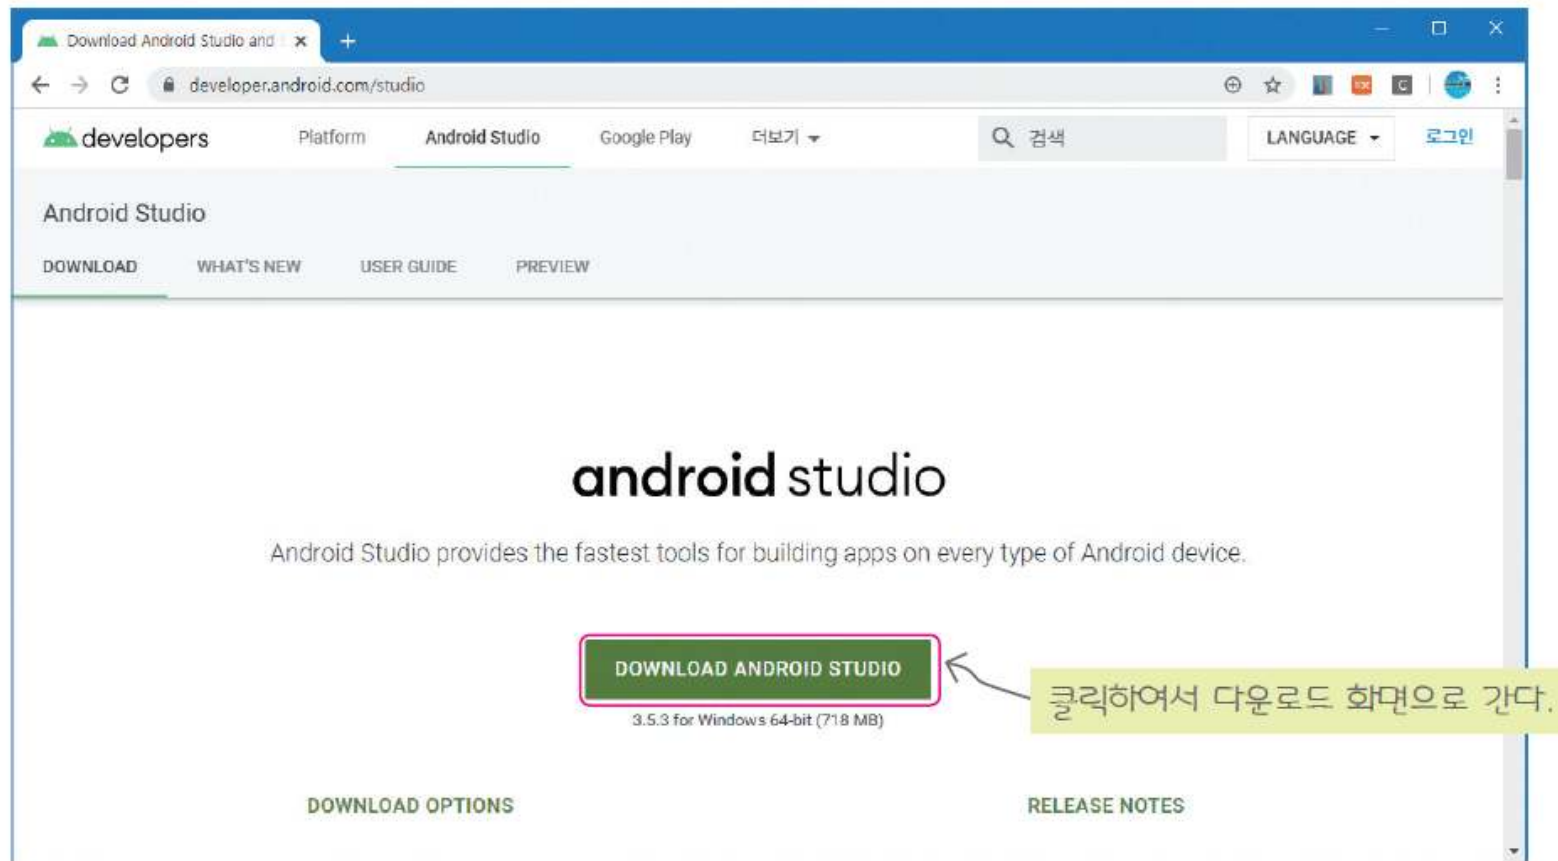 Download Android Studio and
developer.android.com/studio
developers Platform Android Studio Google Play 더보기 검색 LANGUAGE 로그인
Android Studio
DOWNLOAD WHAT'S NEW USER GUIDE PREVIEW
android studio
Android Studio provides the fastest tools for building apps on every type of Android device.
DOWNLOAD ANDROID STUDIO
클릭하여서 다운로드 화면으로 간다.
3.5.3 for Windows 64-bit (718 MB)
DOWNLOAD OPTIONS RELEASE NOTES